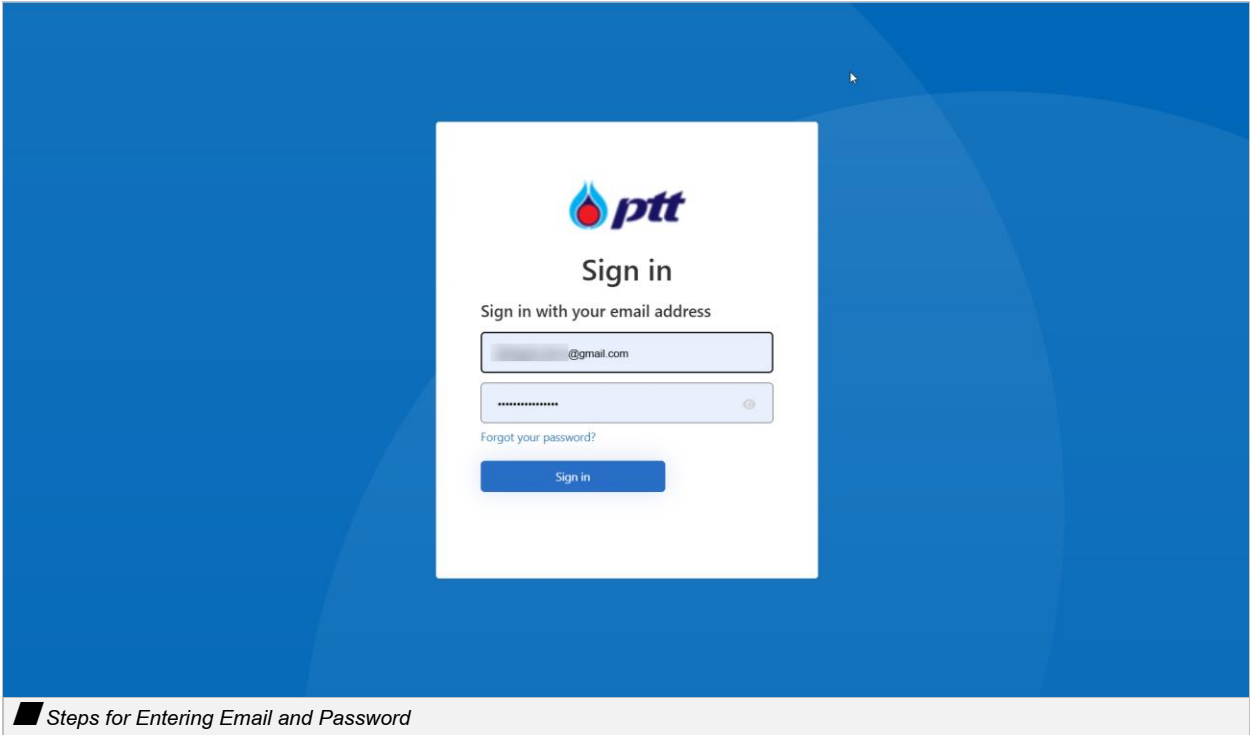 ptt
Sign in
Sign in with your email address
@gmail.com
••••••••••••••••
Forgot your password?
Sign in
Steps for Entering Email and Password